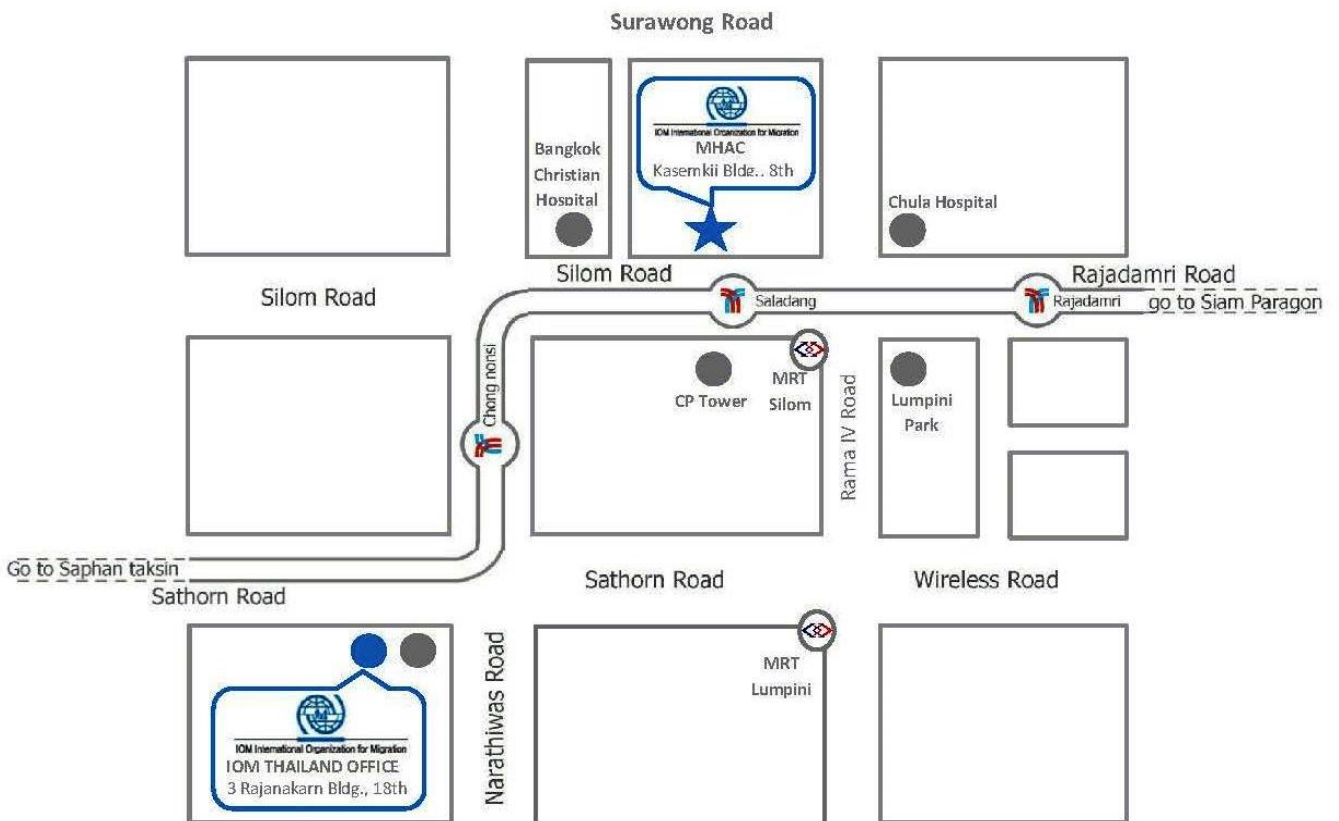 Surawong Road
IOM International Organization for Migration
MHAC
Kasemkii Bldg., 8th
Bangkok
Christian
Hospital
Chula Hospital
Silom Road
Silom Road
Rajadamri Road
Saladang
Rajadamri
go to Siam Paragon
Chong nonsi
CP Tower
MRT
Silom
Rama IV Road
Lumpini
Park
Go to Saphan taksin
Sathorn Road
Sathorn Road
Wireless Road
Narathiwas Road
MRT
Lumpini
IOM International Organization for Migration
IOM THAILAND OFFICE
3 Rajanakarn Bldg., 18th